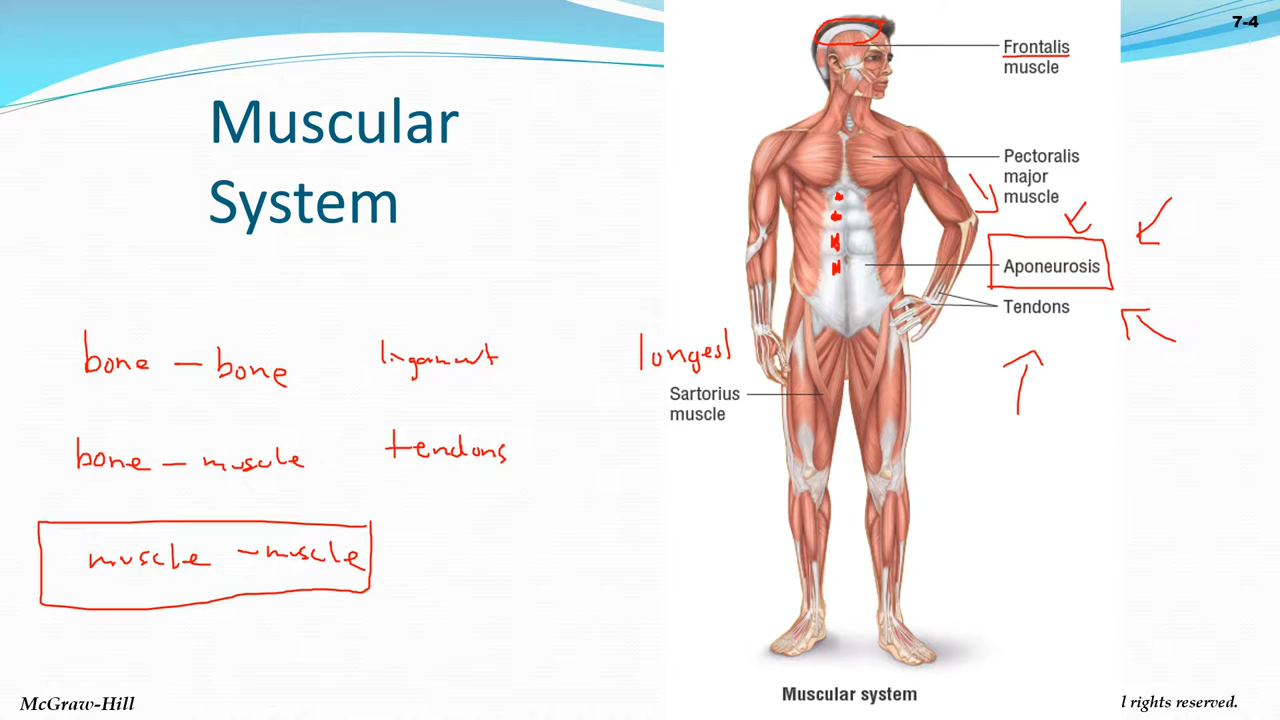 7-4
Muscular
System
Frontalis
muscle
Pectoralis
major
muscle
Aponeurosis
Tendons
bone – bone ligament
longest
Sartorius
muscle
bone – muscle tendons
muscle – muscle
Muscular system
McGraw-Hill
l rights reserved.